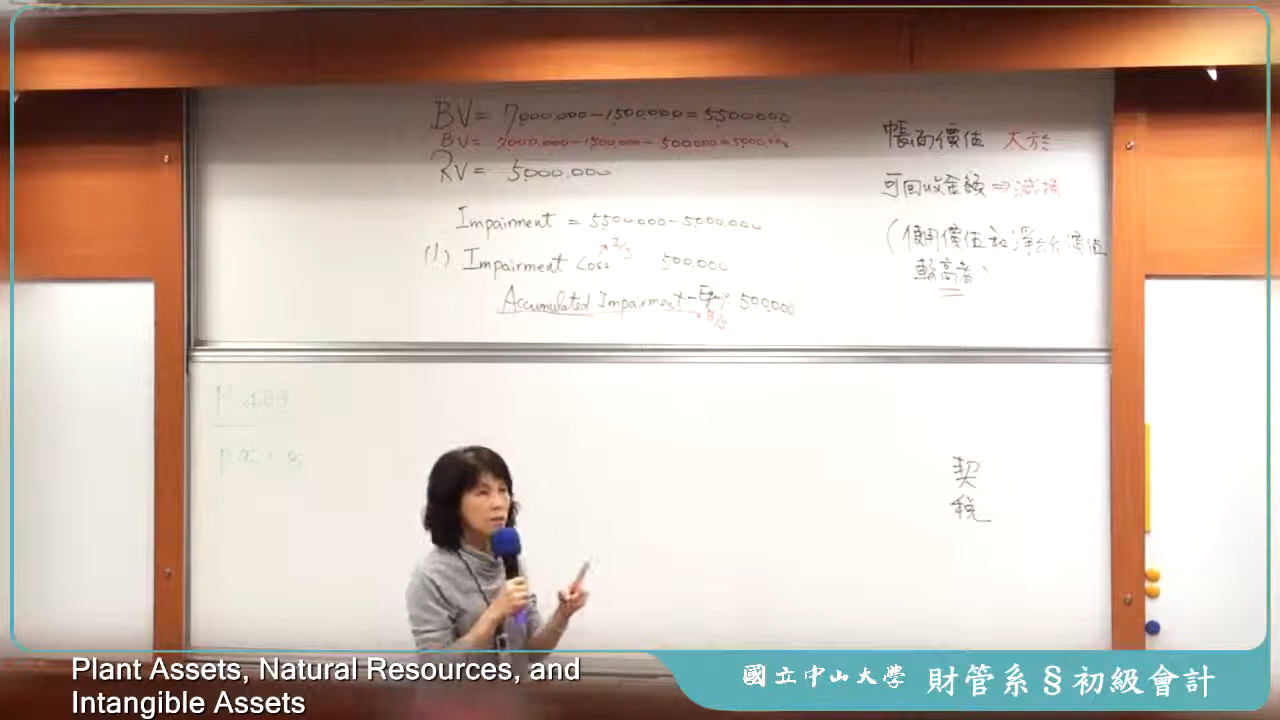 BV= 7000.000-1500.000=5500000
BV= 7000.000-1500.000-500000=5000.000
RV= 5000.000
Impairment = 5500000-5000.000
(1.) Impairment Loss 500.000
I/S
Accumulated Impairment-Equip 500.000
B/S
帳面價值 大於
可回收金額⇒減損
(使用價值和淨公允價值
較高者
契
稅
Plant Assets, Natural Resources, and
Intangible Assets
國立中山大學 財管系§初級會計